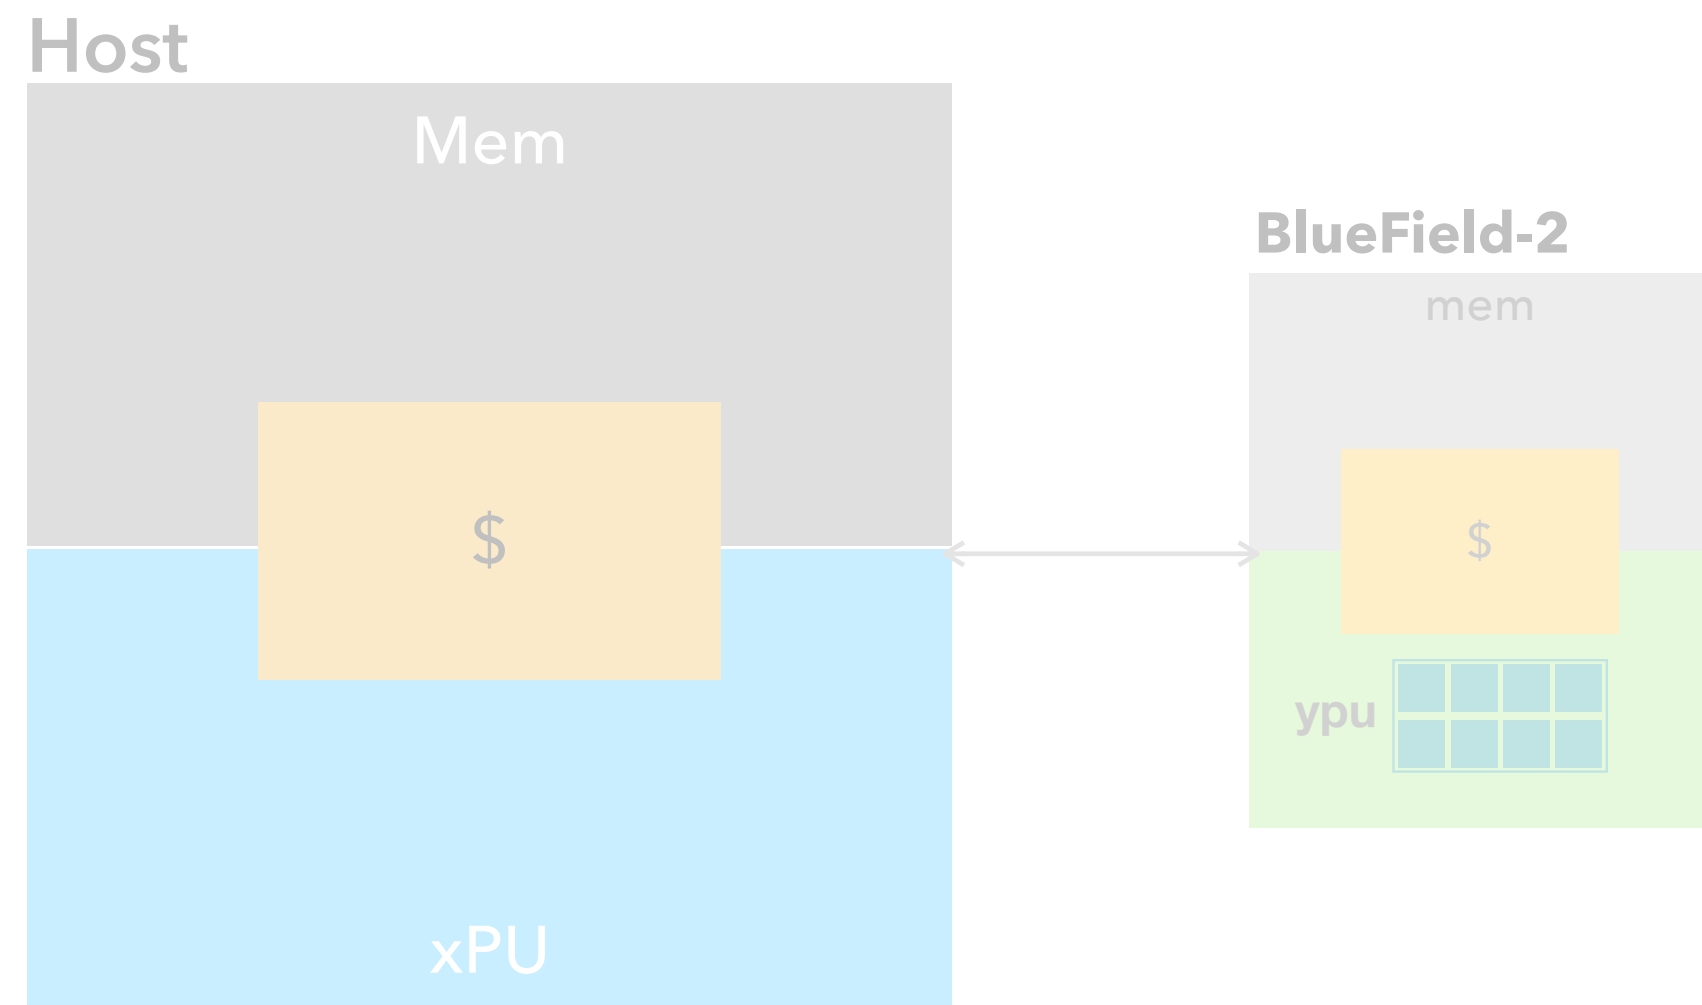 Host
Mem
$
xPU
BlueField-2
mem
$
ypu